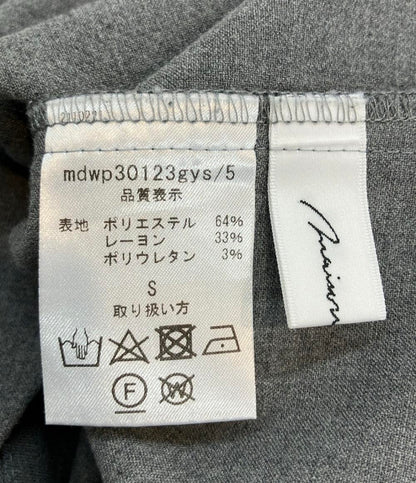 mdwp30123gys/5
品質表示
表地 ポリエステル 64%
レーヨン 33%
ポリウレタン 3%
S
取り扱い方
F W
maison